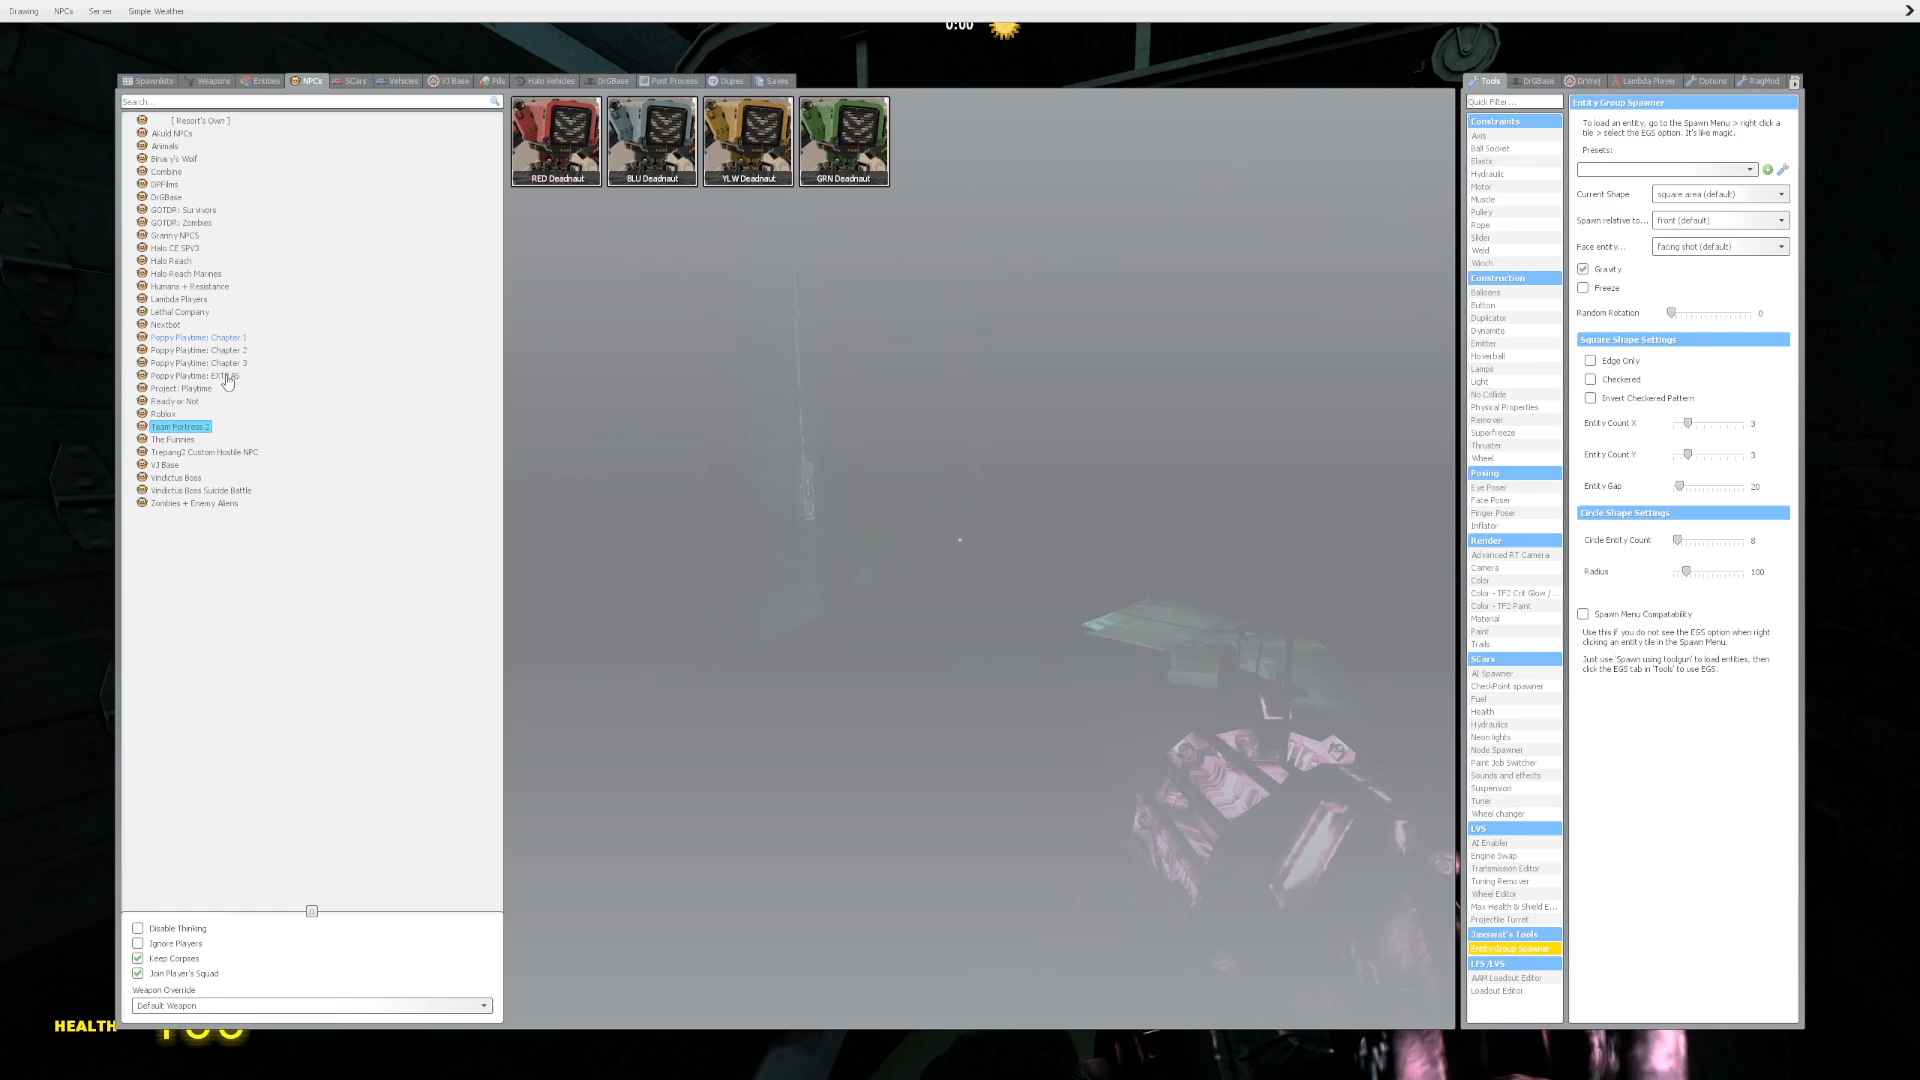 Drawing NPCs Server Simple Weather
0:00
Spawnlists Weapons Entities NPCs SCars Vehicles VJ Base Pills Halo Vehicles DrGBase Post Process Dupes Saves
Search...
[ Resort's Own ]
Akuld NPCs
Animals
Binary's Wolf
Combine
DPFilms
DrGBase
GOTDR: Survivors
GOTDR: Zombies
Granny NPCS
Halo CE SPV3
Halo Reach
Halo Reach Marines
Humans + Resistance
Lambda Players
Lethal Company
Nextbot
Poppy Playtime: Chapter 1
Poppy Playtime: Chapter 2
Poppy Playtime: Chapter 3
Poppy Playtime: EXTRAS
Project: Playtime
Ready or Not
Roblox
Team Fortress 2
The Funnies
Trepang2 Custom Hostile NPC
VJ Base
Vindictus Boss
Vindictus Boss Suicide Battle
Zombies + Enemy Aliens
Disable Thinking
Ignore Players
Keep Corpses
Join Player's Squad
Weapon Override
Default Weapon
HEALTH 100
RED Deadnaut BLU Deadnaut YLW Deadnaut GRN Deadnaut
Tools DrGBase DrVrej Lambda Player Options RagMod
Quick Filter...
Constraints
Axis
Ball Socket
Elastic
Hydraulic
Motor
Muscle
Pulley
Rope
Slider
Weld
Winch
Construction
Balloons
Button
Duplicator
Dynamite
Emitter
Hoverball
Lamps
Light
No Collide
Physical Properties
Remover
Superfreeze
Thruster
Wheel
Posing
Eye Poser
Face Poser
Finger Poser
Inflator
Render
Advanced RT Camera
Camera
Color
Color - TF2 Crit Glow /...
Color - TF2 Paint
Material
Paint
Trails
SCars
AI Spawner
CheckPoint spawner
Fuel
Health
Hydraulics
Neon lights
Node Spawner
Paint Job Switcher
Sounds and effects
Suspension
Tuner
Wheel changer
LVS
AI Enabler
Engine Swap
Transmission Editor
Tuning Remover
Wheel Editor
Max Health & Shield E...
Projectile Turret
Jaxswat's Tools
Entity Group Spawner
LFS/LVS
AAM Loadout Editor
Loadout Editor
Entity Group Spawner
To load an entity, go to the Spawn Menu > right click a
tile > select the EGS option. It's like magic.
Presets:
Current Shape square area (default)
Spawn relative to... front (default)
Face entity... facing shot (default)
Gravity
Freeze
Random Rotation 0
Square Shape Settings
Edge Only
Checkered
Invert Checkered Pattern
Entity Count X 3
Entity Count Y 3
Entity Gap 20
Circle Shape Settings
Circle Entity Count 8
Radius 100
Spawn Menu Compatability
Use this if you do not see the EGS option when right
clicking an entity tile in the Spawn Menu.
Just use 'Spawn using toolgun' to load entities, then
click the EGS tab in 'Tools' to use EGS.